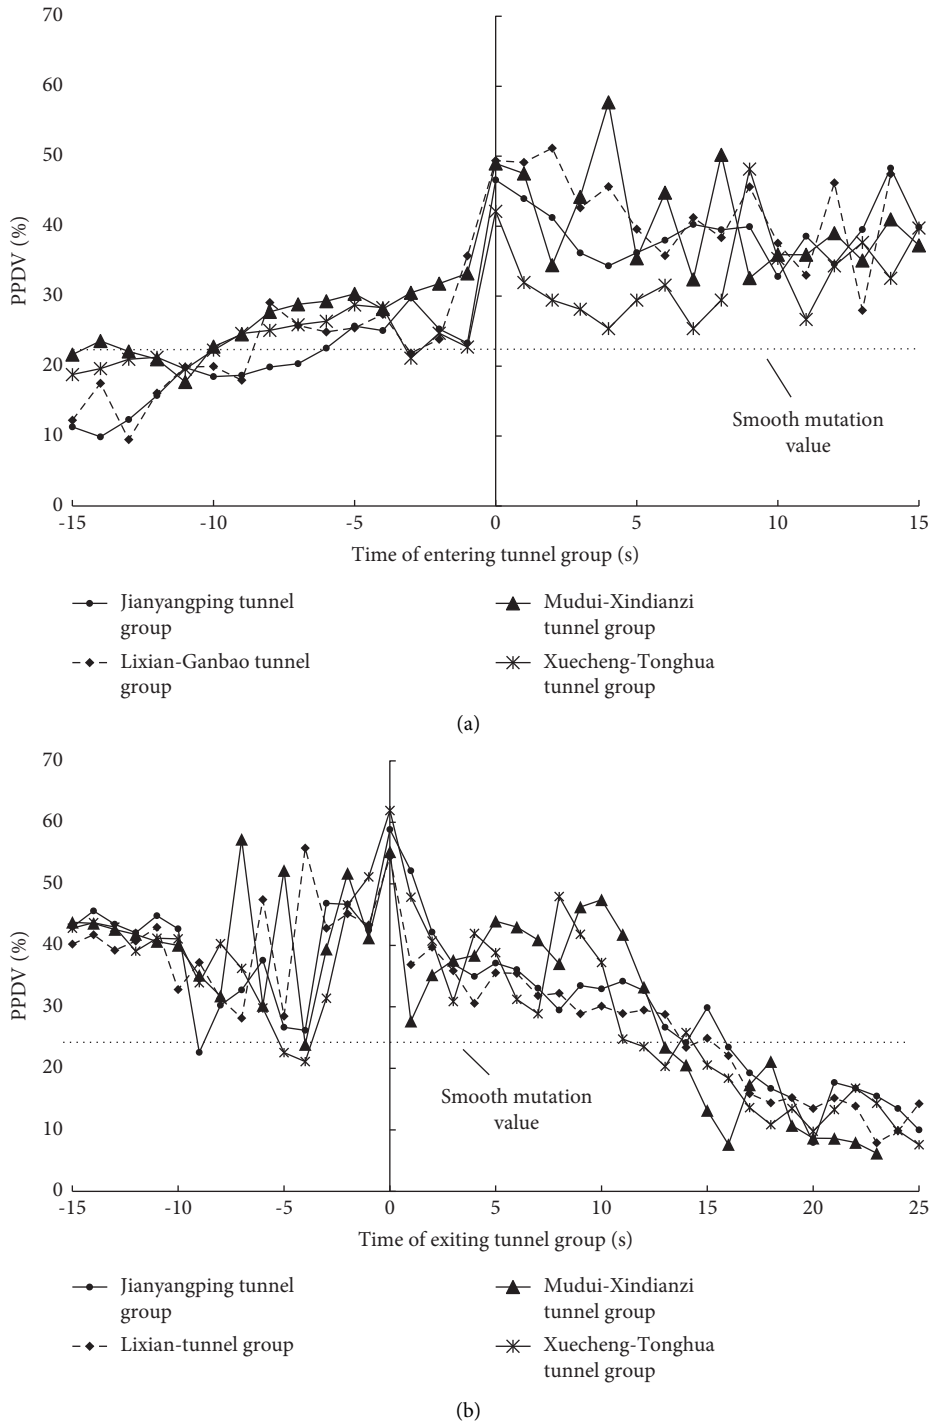 70
60
50
40
30
20
10
0
PPDV (%)
Smooth mutation
value
-15 -10 -5 0 5 10 15
Time of entering tunnel group (s)
Jianyangping tunnel
group
Lixian-Ganbao tunnel
group
Mudui-Xindianzi
tunnel group
Xuecheng-Tonghua
tunnel group
(a)
70
60
50
40
30
20
10
0
PPDV (%)
Smooth mutation
value
-15 -10 -5 0 5 10 15 20 25
Time of exiting tunnel group (s)
Jianyangping tunnel
group
Lixian-tunnel group
Mudui-Xindianzi
tunnel group
Xuecheng-Tonghua
tunnel group
(b)